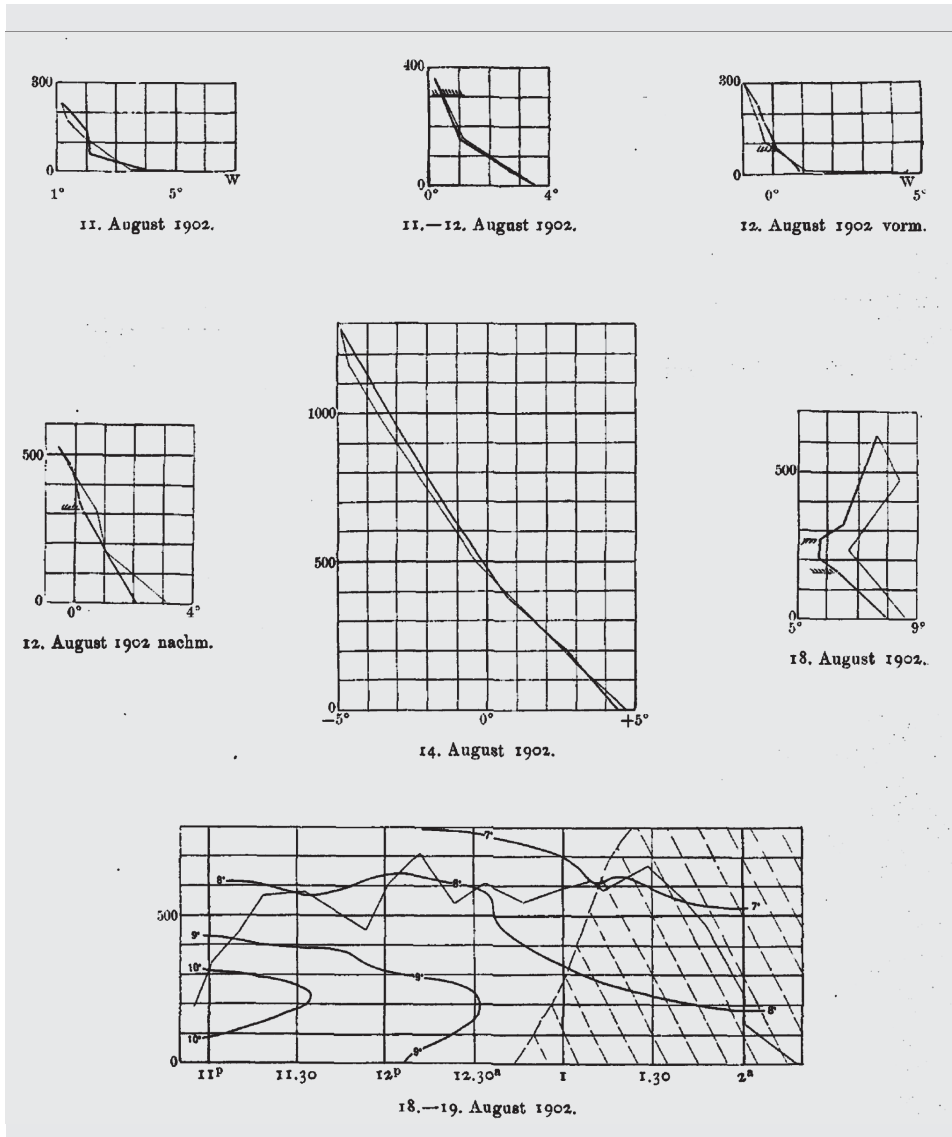 300
0
1° 5° W
11. August 1902.
400
0
0° 4°
11.—12. August 1902.
300
0
0° W 5°
12. August 1902 vorm.
500
0
0° 4°
12. August 1902 nachm.
1000
500
0
—5° 0° +5°
14. August 1902.
500
0
5° 9°
18. August 1902.
7°
8° 8°
7°
500
9°
10° 9°
8°
10°
9°
0
11ᵖ 11.30 12ᵖ 12.30ᵃ 1 1.30 2ᵃ
18.—19. August 1902.